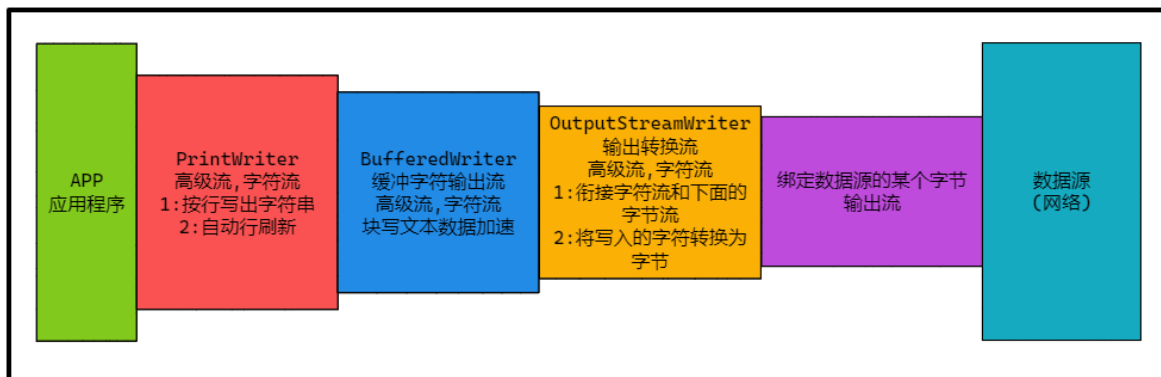 APP
应用程序
PrintWriter
高级流,字符流
1:按行写出字符串
2:自动行刷新
BufferedWriter
缓冲字符输出流
高级流,字符流
块写文本数据加速
OutputStreamWriter
输出转换流
高级流,字符流
1:衔接字符流和下面的
字节流
2:将写入的字符转换为
字节
绑定数据源的某个字节
输出流
数据源
(网络)